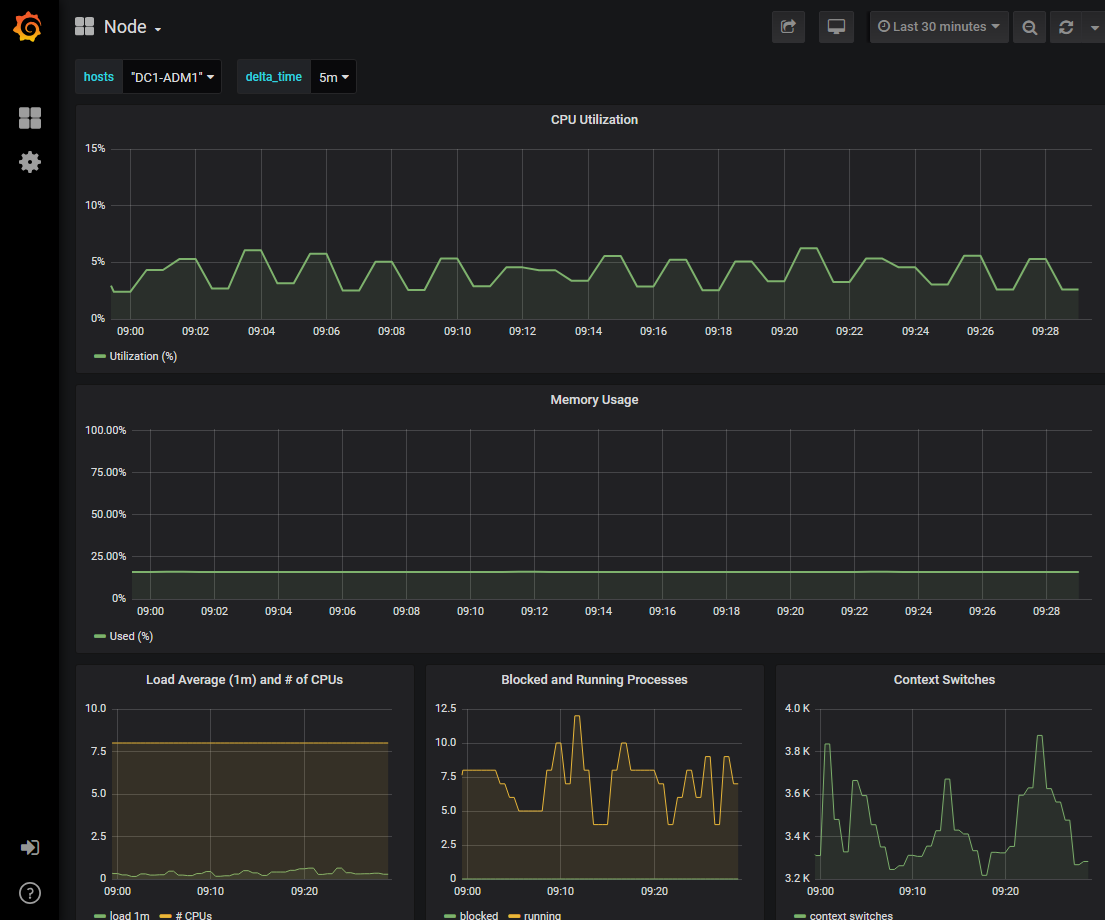 Node
Last 30 minutes
hosts "DC1-ADM1" delta_time 5m
CPU Utilization
15%
10%
5%
0%
09:00 09:02 09:04 09:06 09:08 09:10 09:12 09:14 09:16 09:18 09:20 09:22 09:24 09:26 09:28
Utilization (%)
Memory Usage
100.00%
75.00%
50.00%
25.00%
0%
09:00 09:02 09:04 09:06 09:08 09:10 09:12 09:14 09:16 09:18 09:20 09:22 09:24 09:26 09:28
Used (%)
Load Average (1m) and # of CPUs
10.0
7.5
5.0
2.5
0
09:00 09:10 09:20
load 1m # CPUs
Blocked and Running Processes
12.5
10.0
7.5
5.0
2.5
0
09:00 09:10 09:20
blocked running
Context Switches
4.0 K
3.8 K
3.6 K
3.4 K
3.2 K
09:00 09:10 09:20
context switches
?